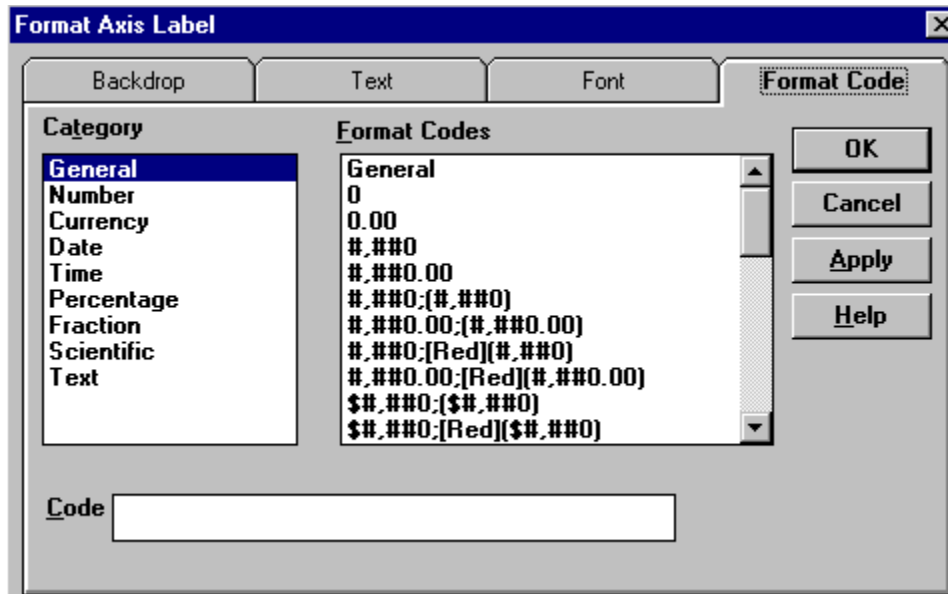 Format Axis Label
Backdrop
Text
Font
Format Code
Category
General
Number
Currency
Date
Time
Percentage
Fraction
Scientific
Text
Format Codes
General
0
0.00
#,##0
#,##0.00
#,##0;(#,##0)
#,##0.00;(#,##0.00)
#,##0;[Red](#,##0)
#,##0.00;[Red](#,##0.00)
$#,##0;($#,##0)
$#,##0;[Red]($#,##0)
OK
Cancel
Apply
Help
Code